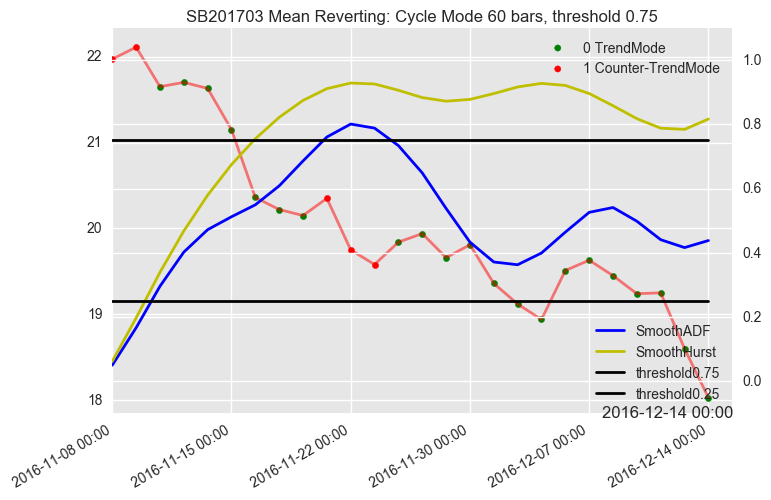 SB201703 Mean Reverting: Cycle Mode 60 bars, threshold 0.75
22
21
20
19
18
0 TrendMode
1 Counter-TrendMode
1.0
0.8
0.6
0.4
0.2
0.0
SmoothADF
SmoothHurst
threshold0.75
threshold0.25
2016-12-14 00:00
2016-11-08 00:00
2016-11-15 00:00
2016-11-22 00:00
2016-11-30 00:00
2016-12-07 00:00
2016-12-14 00:00